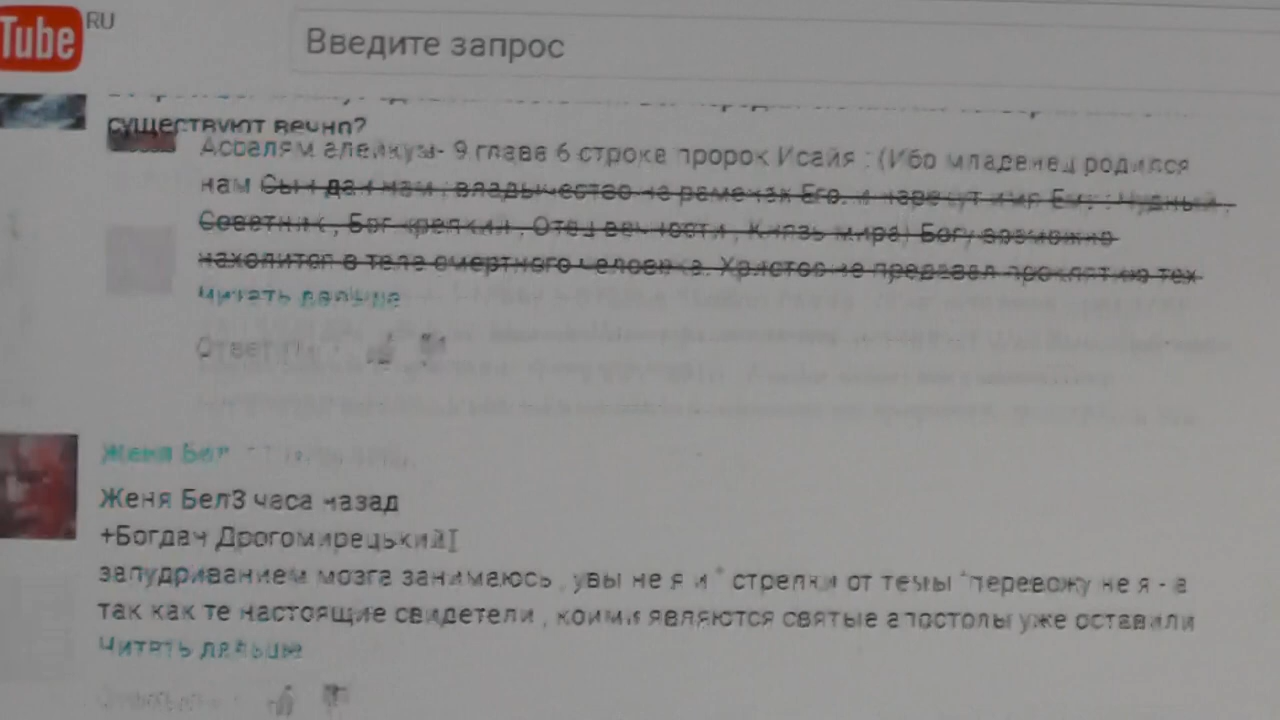 Tube RU
Введите запрос
существуют вечно?
Ассалям алейкум- 9 глава 6 строка пророк Исайя : (Ибо младенец родился
нам Сын дан нам ; владычество на раменах Его, и нарекут имя Ему : Чудный ,
Советник , Бог крепкий , Отец вечности , Князь мира) Богу возможно
находится в теле смертного человека. Христос не предавал проклятию тех
Читать дальше
Ответить
Женя Бел
Женя Бел3 часа назад
+Богдан Дрогомирецький
запудриванием мозга занимаюсь , увы не я и " стрелки от темы "перевожу не я - а
так как те настоящие свидетели , коими являются святые апостолы уже оставили
Читать дальше